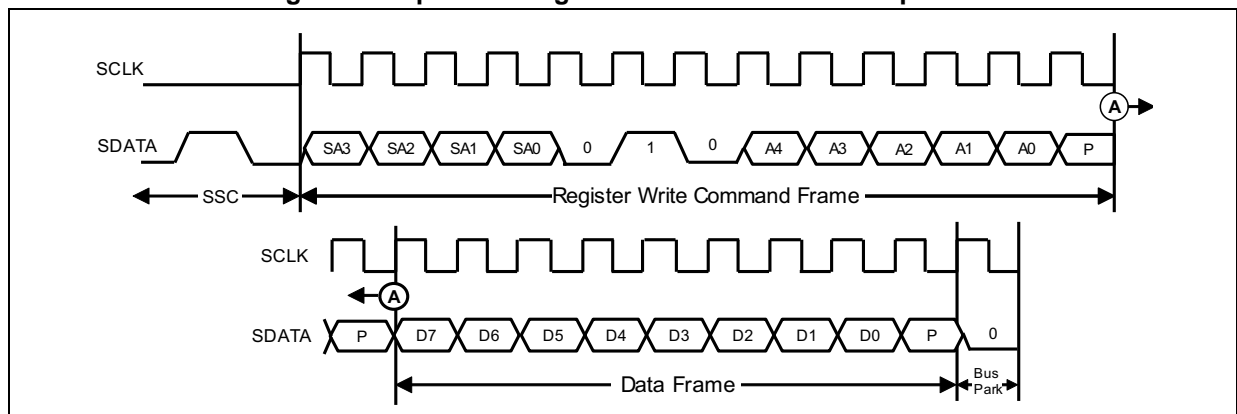 SCLK
A
SDATA SA3 SA2 SA1 SA0 0 1 0 A4 A3 A2 A1 A0 P
SSC Register Write Command Frame
SCLK
A
SDATA P D7 D6 D5 D4 D3 D2 D1 D0 P 0
Data Frame
Bus
Park